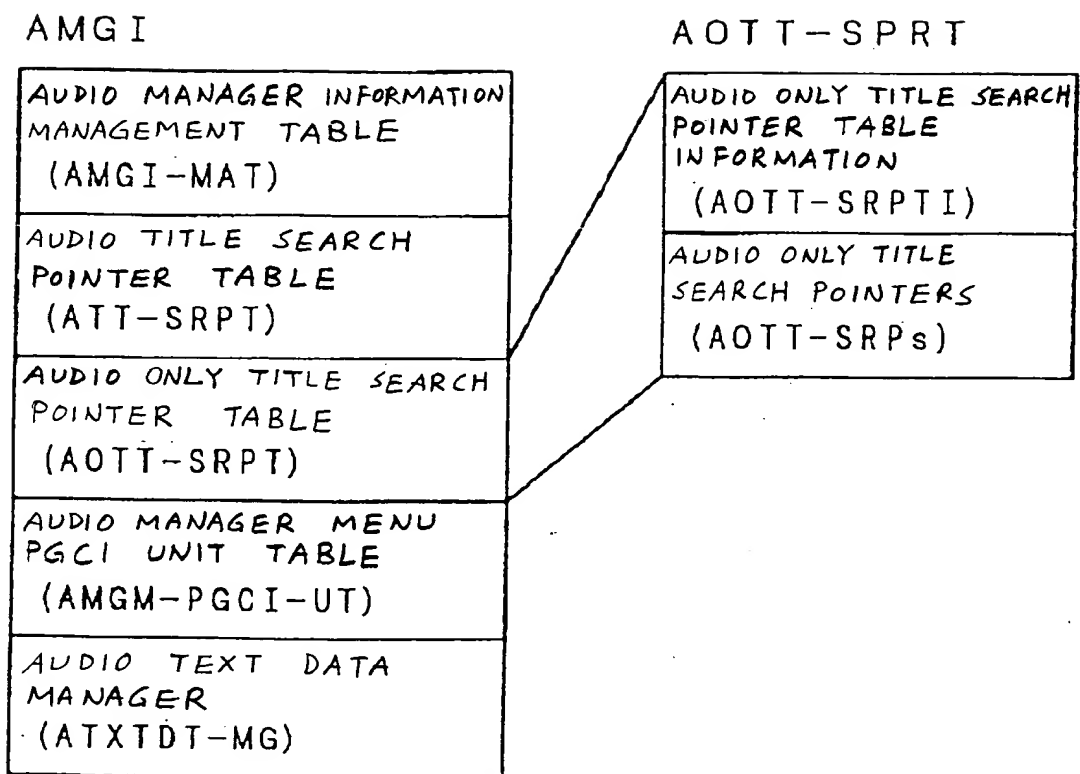 AMGI
AUDIO MANAGER INFORMATION
MANAGEMENT TABLE
(AMGI-MAT)
AUDIO TITLE SEARCH
POINTER TABLE
(ATT-SRPT)
AUDIO ONLY TITLE SEARCH
POINTER TABLE
(AOTT-SRPT)
AUDIO MANAGER MENU
PGCI UNIT TABLE
(AMGM-PGCI-UT)
AUDIO TEXT DATA
MANAGER
(ATXTDT-MG)
AOTT-SPRT
AUDIO ONLY TITLE SEARCH
POINTER TABLE
INFORMATION
(AOTT-SRPTI)
AUDIO ONLY TITLE
SEARCH POINTERS
(AOTT-SRPs)